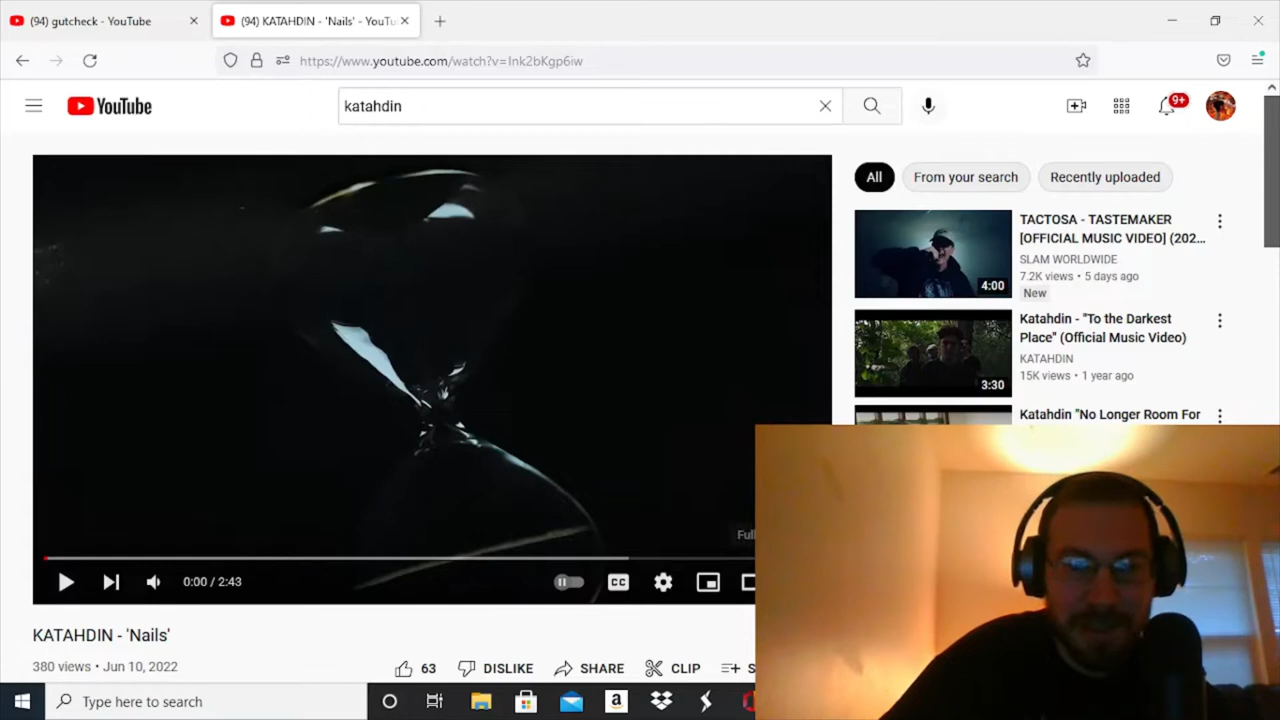 (94) gutcheck - YouTube
(94) KATAHDIN - 'Nails' - YouTu
https://www.youtube.com/watch?v=Ink2bKgp6iw
YouTube
katahdin
9+
All
From your search
Recently uploaded
TACTOSA - TASTEMAKER
[OFFICIAL MUSIC VIDEO] (202...
SLAM WORLDWIDE
7.2K views • 5 days ago
New
4:00
Katahdin - "To the Darkest
Place" (Official Music Video)
KATAHDIN
15K views • 1 year ago
3:30
Katahdin "No Longer Room For
Full
0:00 / 2:43
CC
KATAHDIN - 'Nails'
380 views • Jun 10, 2022
63
DISLIKE
SHARE
CLIP
S
Type here to search
a